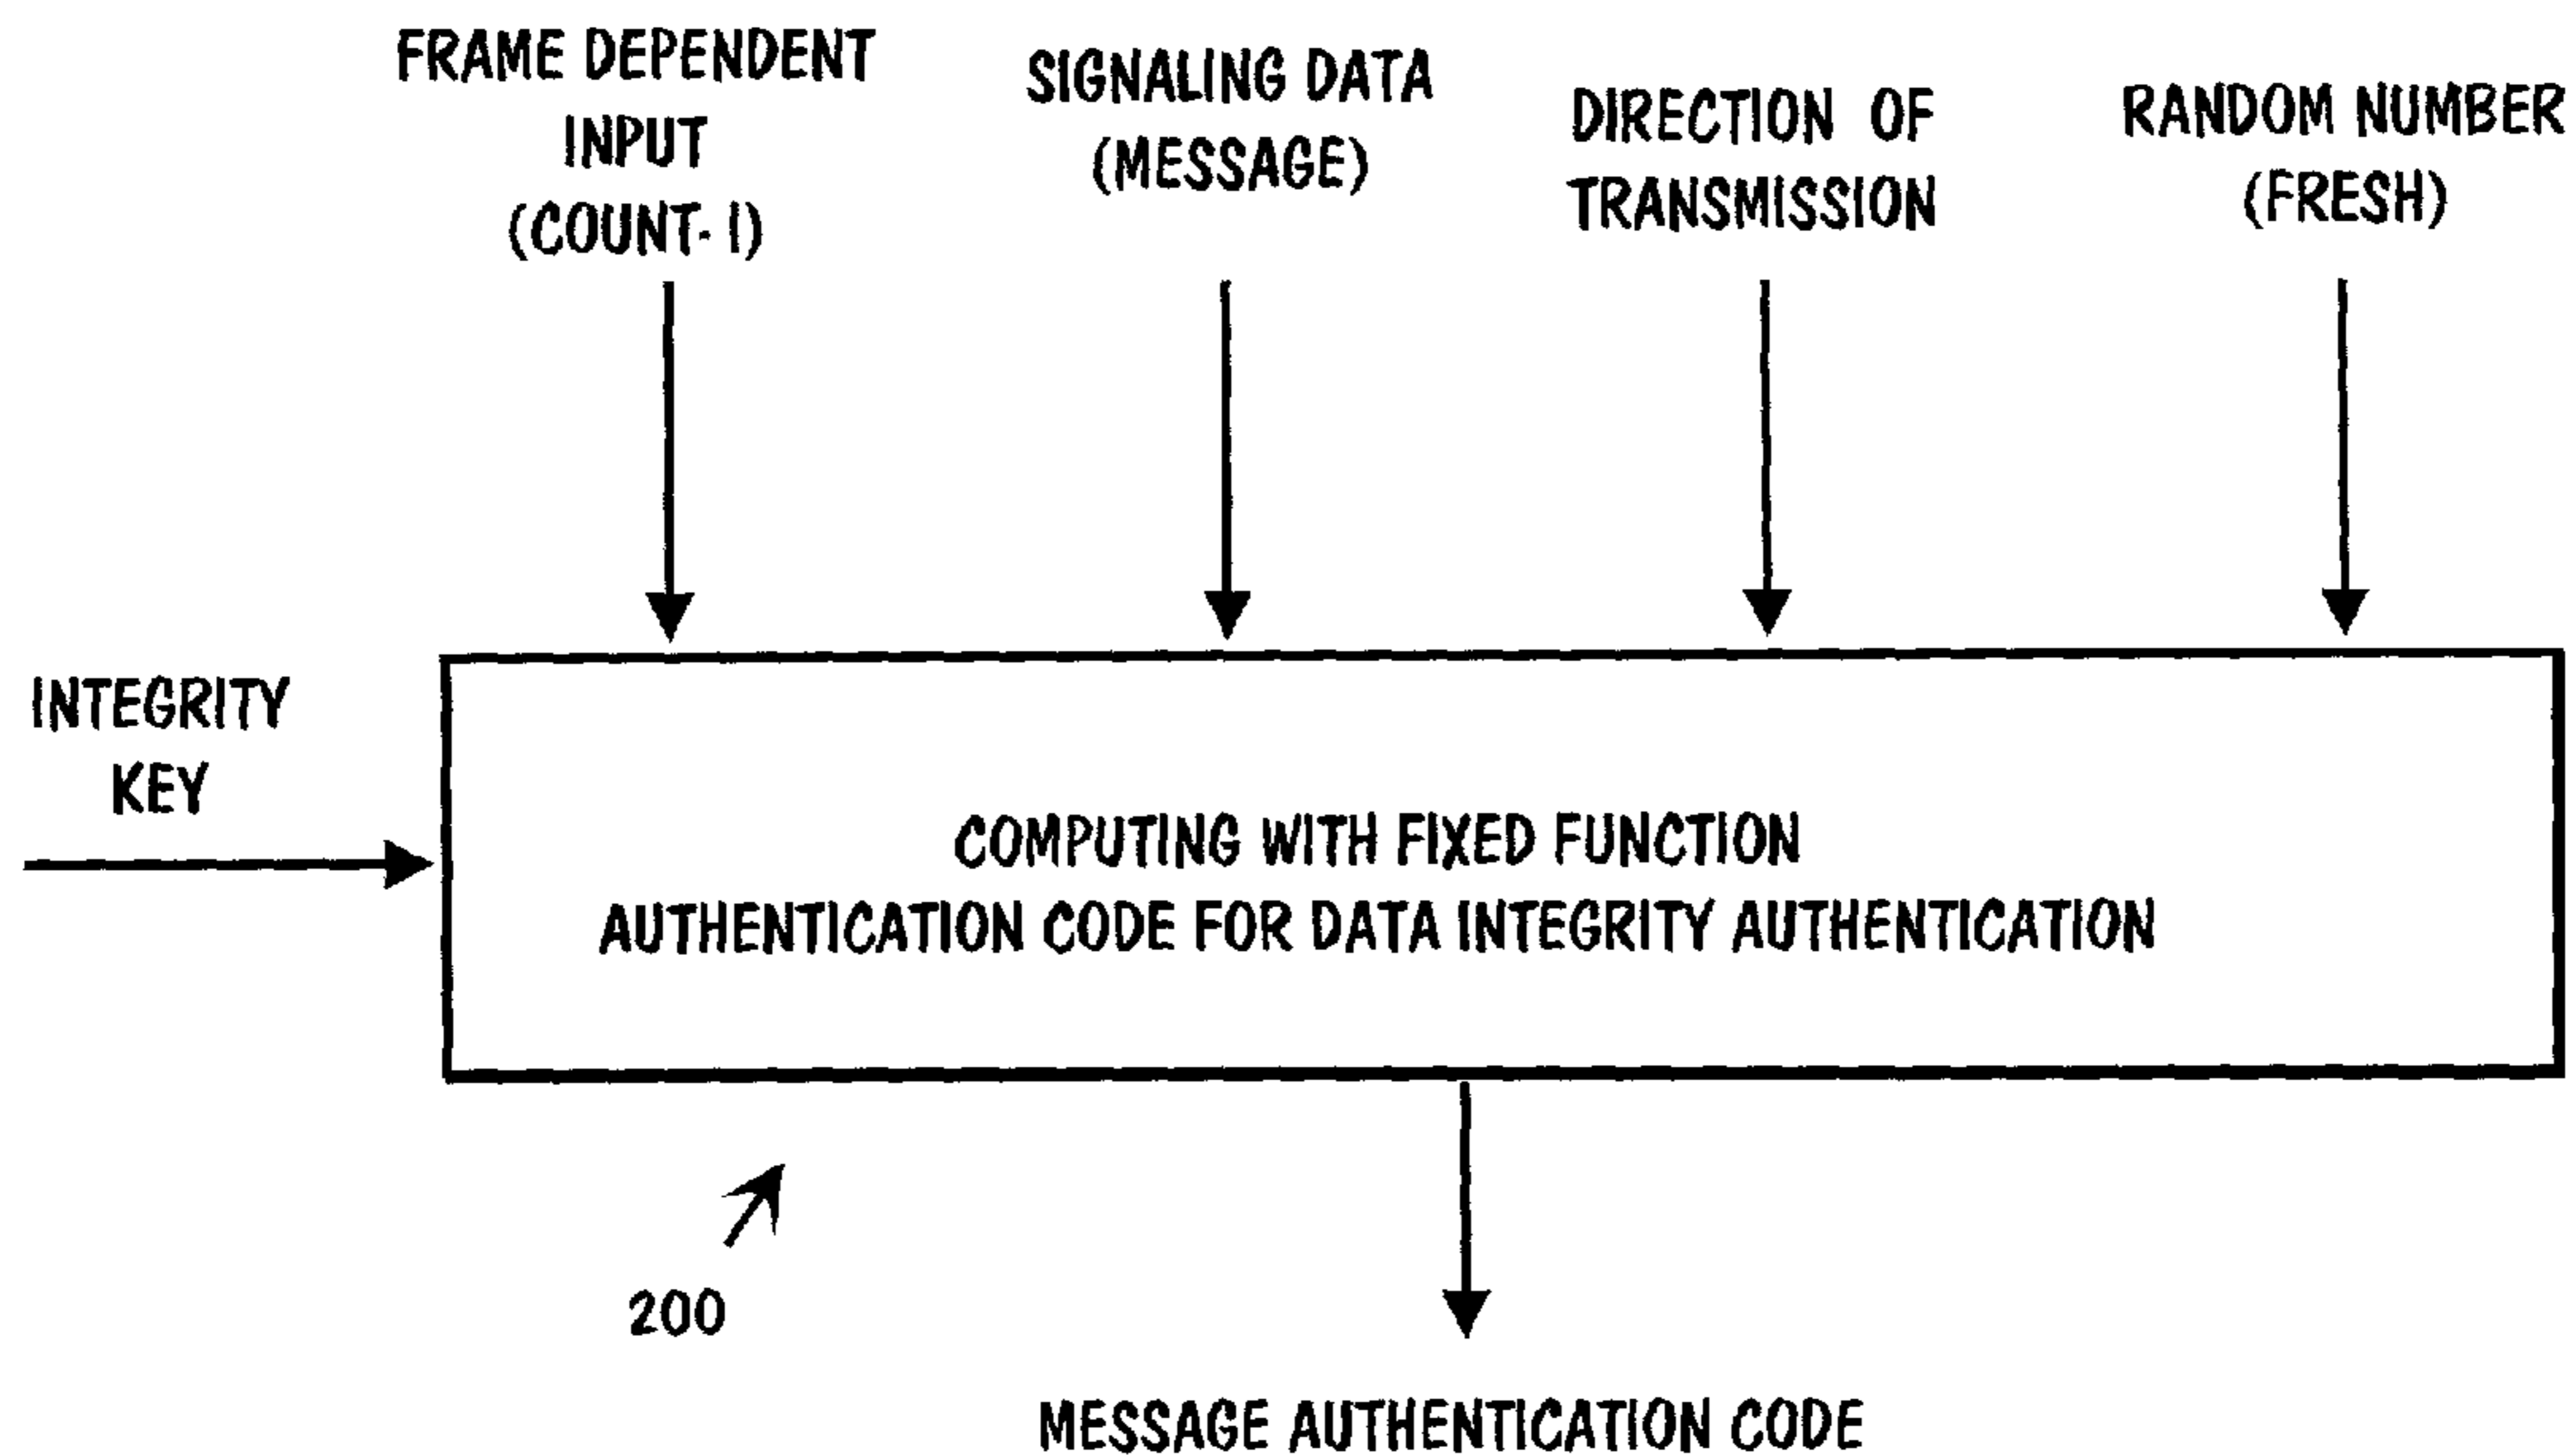 FRAME DEPENDENT
INPUT
(COUNT- I)
SIGNALING DATA
(MESSAGE)
DIRECTION OF
TRANSMISSION
RANDOM NUMBER
(FRESH)
INTEGRITY
KEY
COMPUTING WITH FIXED FUNCTION
AUTHENTICATION CODE FOR DATA INTEGRITY AUTHENTICATION
200
MESSAGE AUTHENTICATION CODE